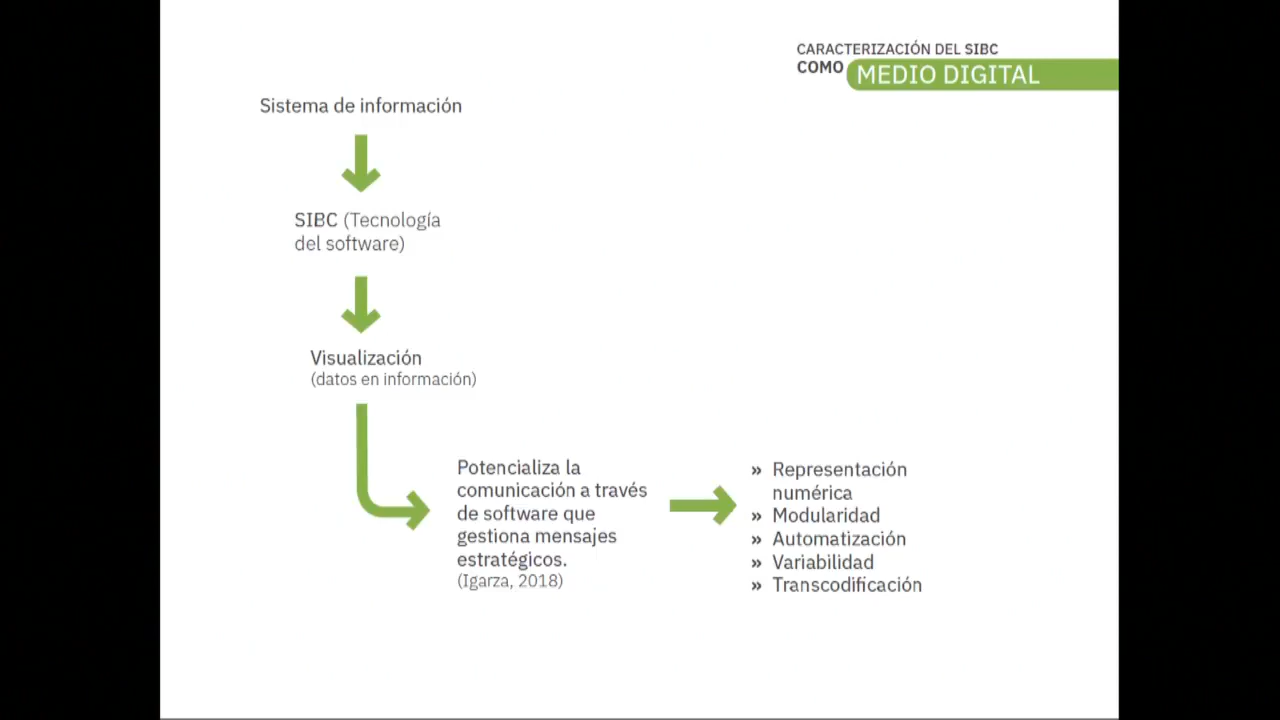 CARACTERIZACIÓN DEL SIBC
COMO MEDIO DIGITAL
Sistema de información
SIBC (Tecnología
del software)
Visualización
(datos en información)
Potencializa la
comunicación a través
de software que
gestiona mensajes
estratégicos.
(Igarza, 2018)
» Representación
numérica
» Modularidad
» Automatización
» Variabilidad
» Transcodificación